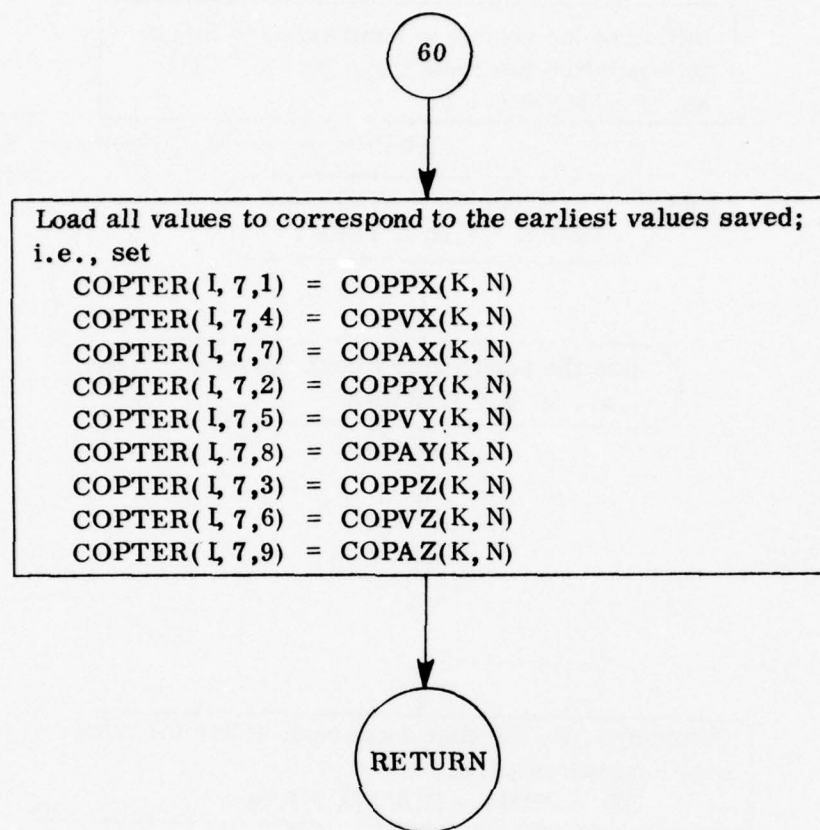 60
Load all values to correspond to the earliest values saved;
i.e., set
COPTER( I, 7,1) = COPPX(K, N)
COPTER( I, 7,4) = COPVX(K, N)
COPTER( I, 7,7) = COPAX(K, N)
COPTER( I, 7,2) = COPPY(K, N)
COPTER( I, 7,5) = COPVY(K, N)
COPTER( I, 7,8) = COPAY(K, N)
COPTER( I, 7,3) = COPPZ(K, N)
COPTER( I, 7,6) = COPVZ(K, N)
COPTER( I, 7,9) = COPAZ(K, N)
RETURN